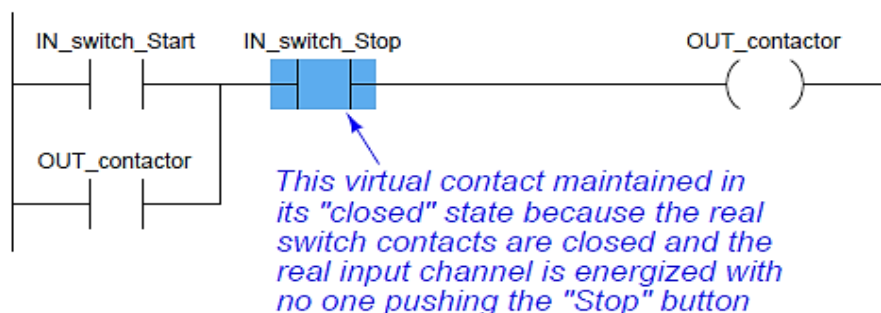 IN_switch_Start IN_switch_Stop OUT_contactor
OUT_contactor
This virtual contact maintained in
its "closed" state because the real
switch contacts are closed and the
real input channel is energized with
no one pushing the "Stop" button